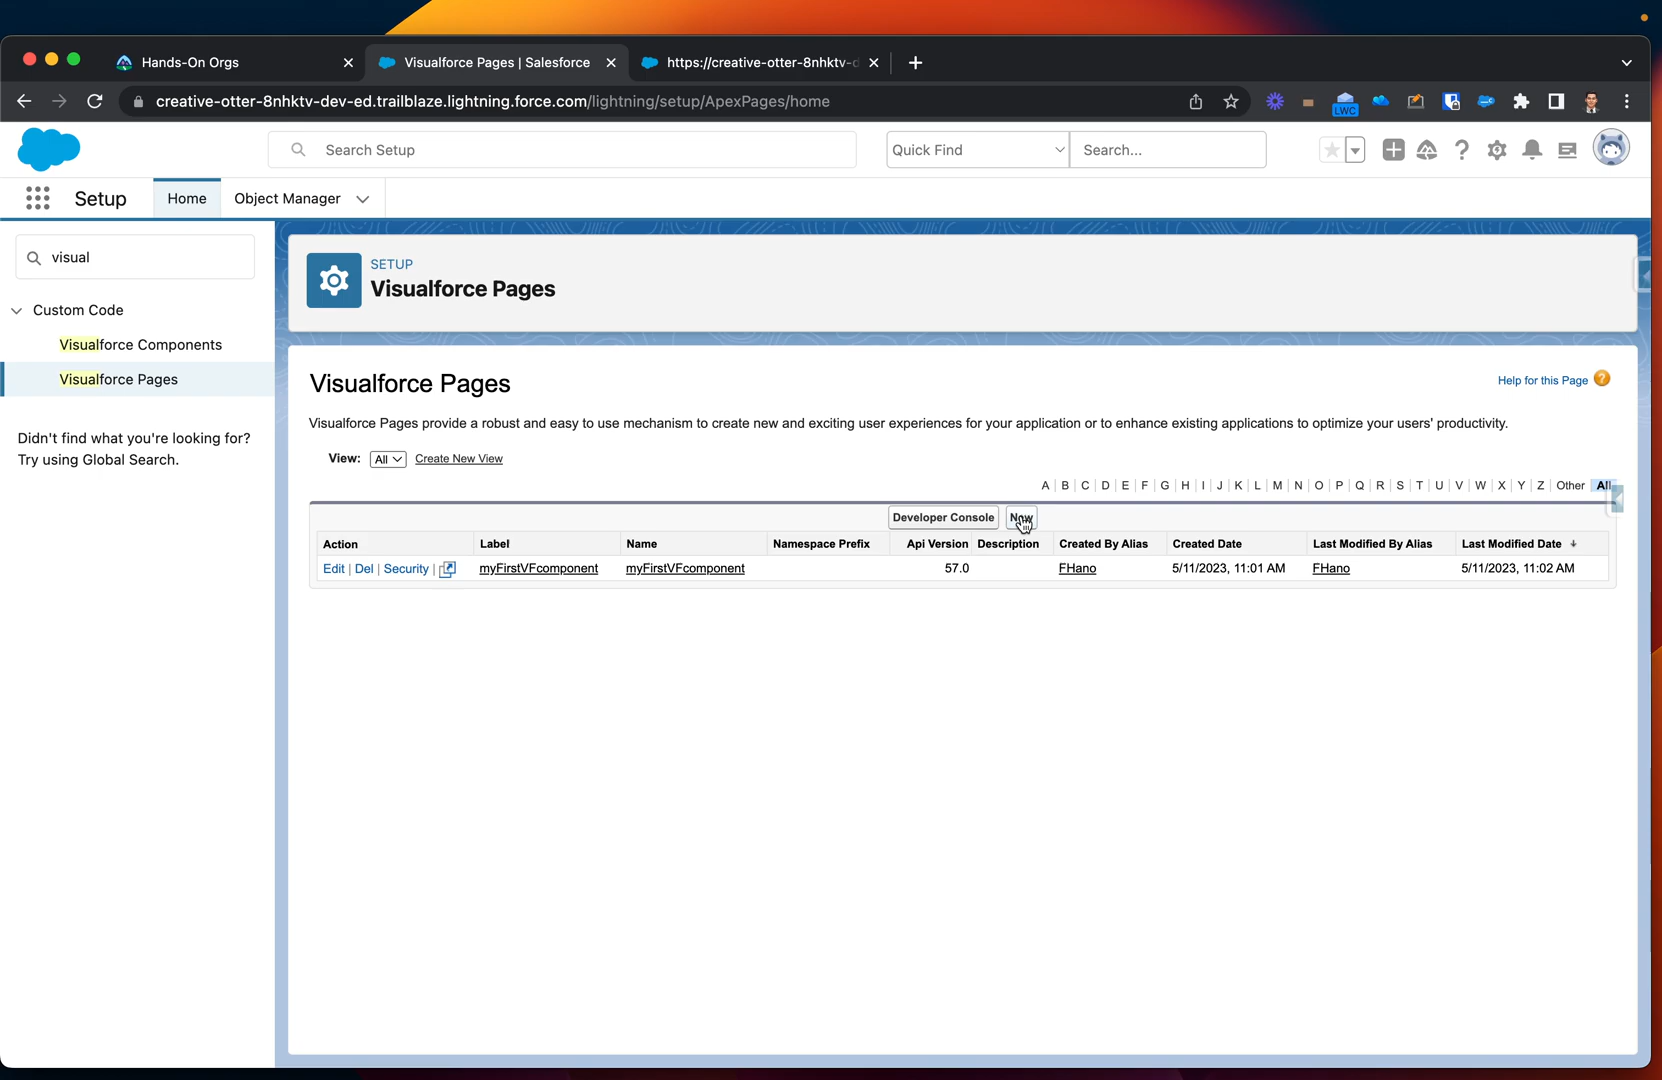 Hands-On Orgs
Visualforce Pages | Salesforce
https://creative-otter-8nhktv-d
creative-otter-8nhktv-dev-ed.trailblaze.lightning.force.com/lightning/setup/ApexPages/home
LWC
Search Setup
Quick Find
Search...
Setup
Home
Object Manager
visual
Custom Code
Visualforce Components
Visualforce Pages
Didn't find what you're looking for?
Try using Global Search.
SETUP
Visualforce Pages
Visualforce Pages
Help for this Page
Visualforce Pages provide a robust and easy to use mechanism to create new and exciting user experiences for your application or to enhance existing applications to optimize your users' productivity.
View: All Create New View
A | B | C | D | E | F | G | H | I | J | K | L | M | N | O | P | Q | R | S | T | U | V | W | X | Y | Z | Other All
Developer Console New
Action Label Name Namespace Prefix Api Version Description Created By Alias Created Date Last Modified By Alias Last Modified Date
Edit | Del | Security | myFirstVFcomponent myFirstVFcomponent 57.0 FHano 5/11/2023, 11:01 AM FHano 5/11/2023, 11:02 AM